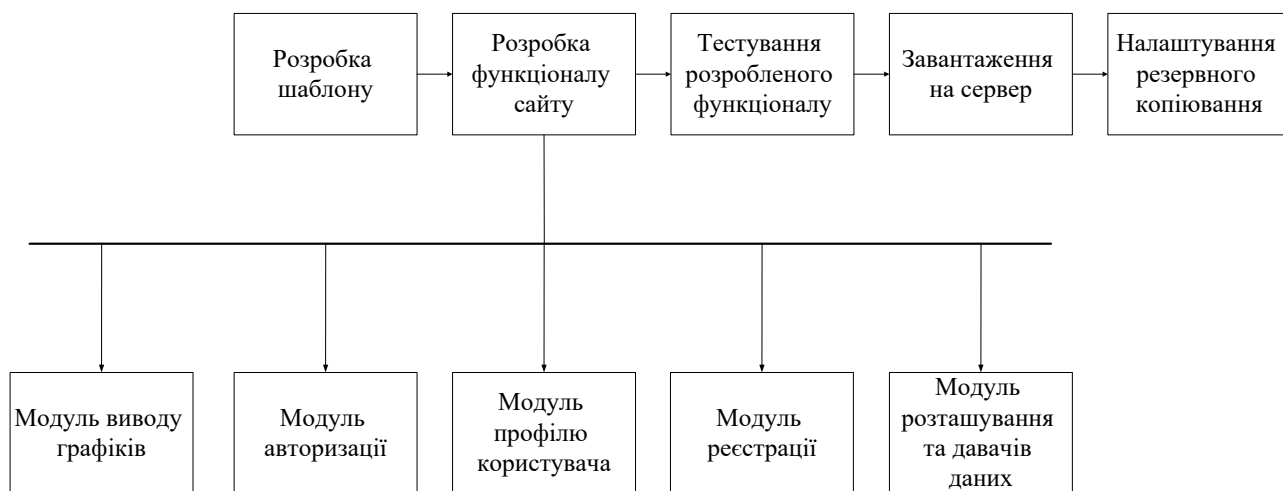 Розробка
шаблону
Розробка
функціоналу
сайту
Тестування
розробленого
функціоналу
Завантаження
на сервер
Налаштування
резервного
копіювання
Модуль виводу
графіків
Модуль
авторизації
Модуль
профілю
користувача
Модуль
реєстрації
Модуль
розташування
та давачів
даних